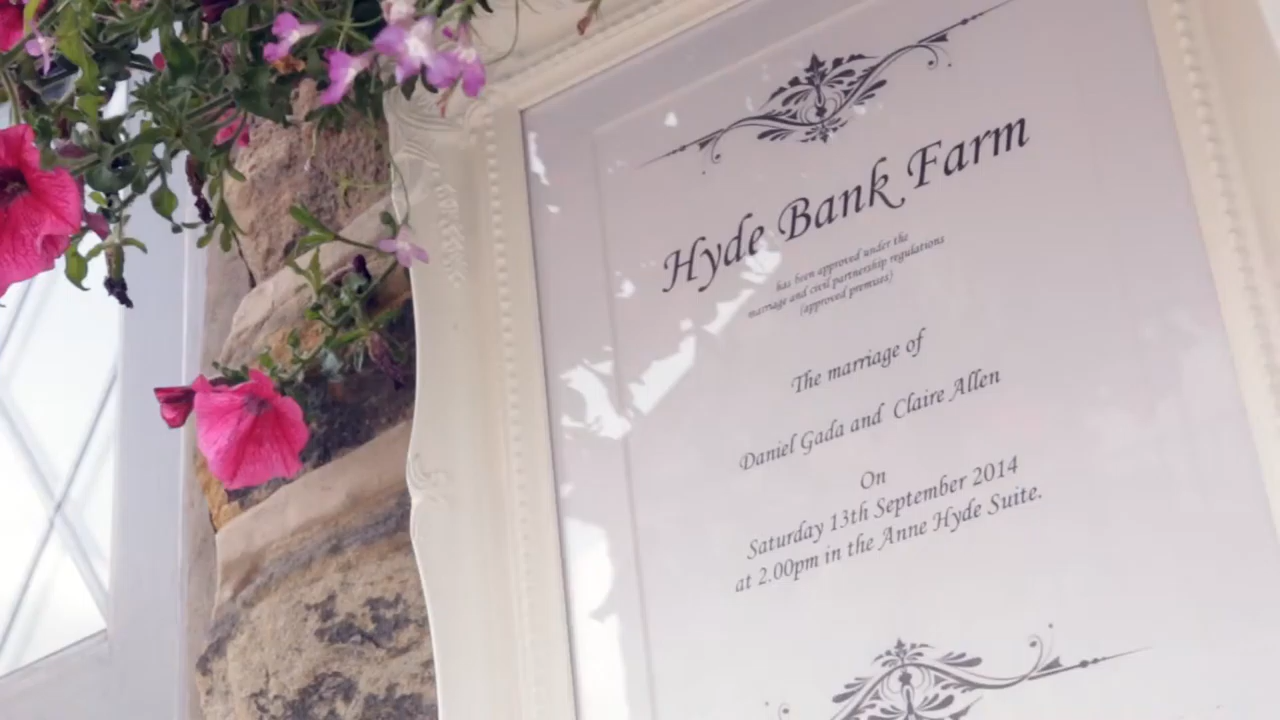 Hyde Bank Farm
has been approved under the
marriage and civil partnership regulations
(approved premises)
The marriage of
Daniel Gada and Claire Allen
On
Saturday 13th September 2014
at 2.00pm in the Anne Hyde Suite.